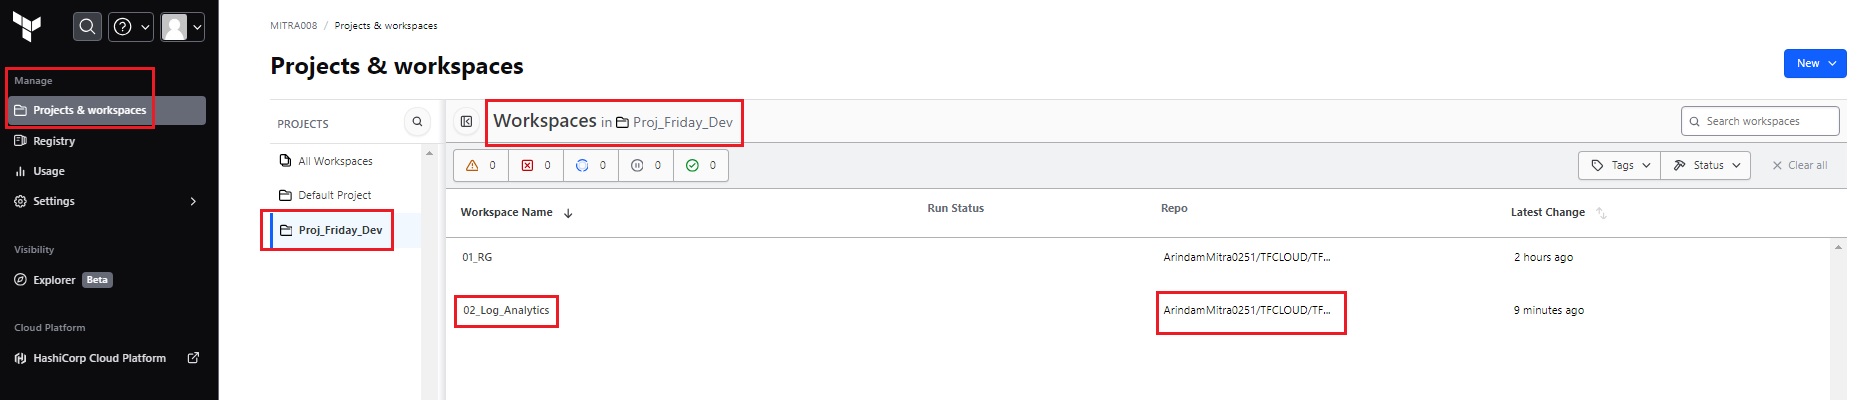 MITRA008 / Projects & workspaces
Projects & workspaces
New
Manage
Projects & workspaces
Registry
Usage
Settings
Visibility
Explorer Beta
Cloud Platform
HashiCorp Cloud Platform
PROJECTS
All Workspaces
Default Project
Proj_Friday_Dev
Workspaces in Proj_Friday_Dev
Search workspaces
0 0 0 0 0
Tags Status Clear all
Workspace Name Run Status Repo Latest Change
01_RG ArindamMitra0251/TFCLOUD/TF... 2 hours ago
02_Log_Analytics ArindamMitra0251/TFCLOUD/TF... 9 minutes ago